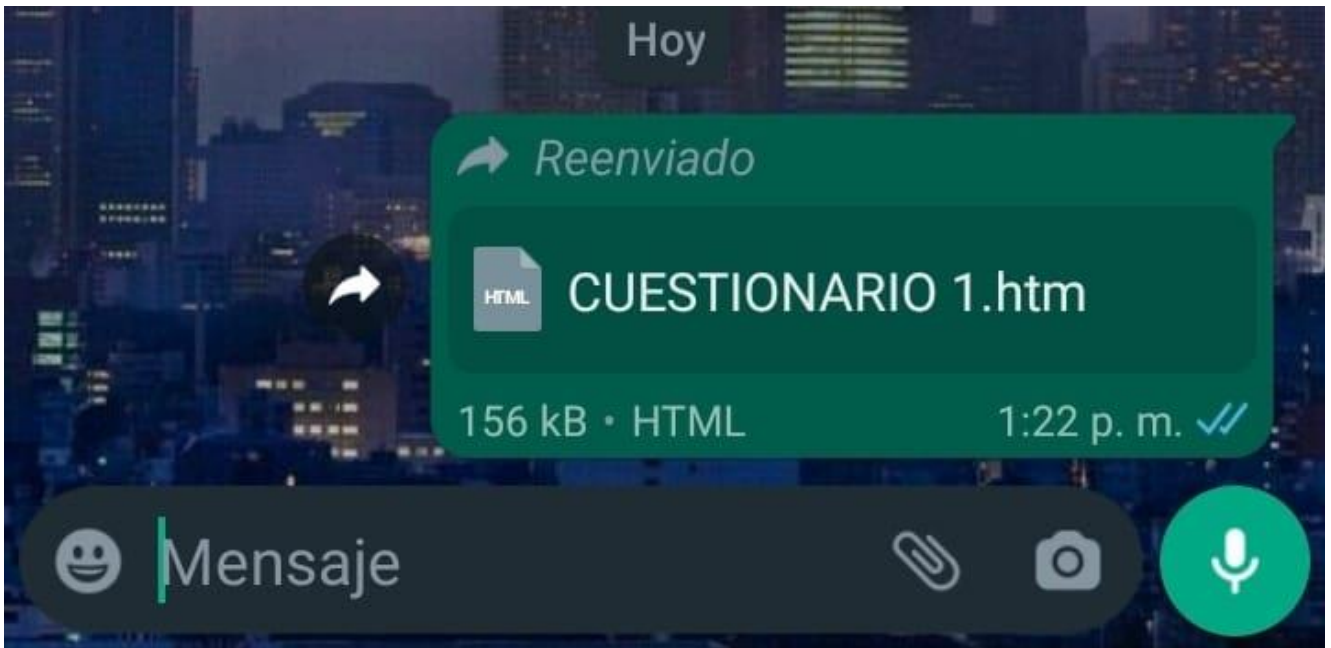 Hoy
Reenviado
HTML
CUESTIONARIO 1.htm
156 kB • HTML
1:22 p. m.
Mensaje